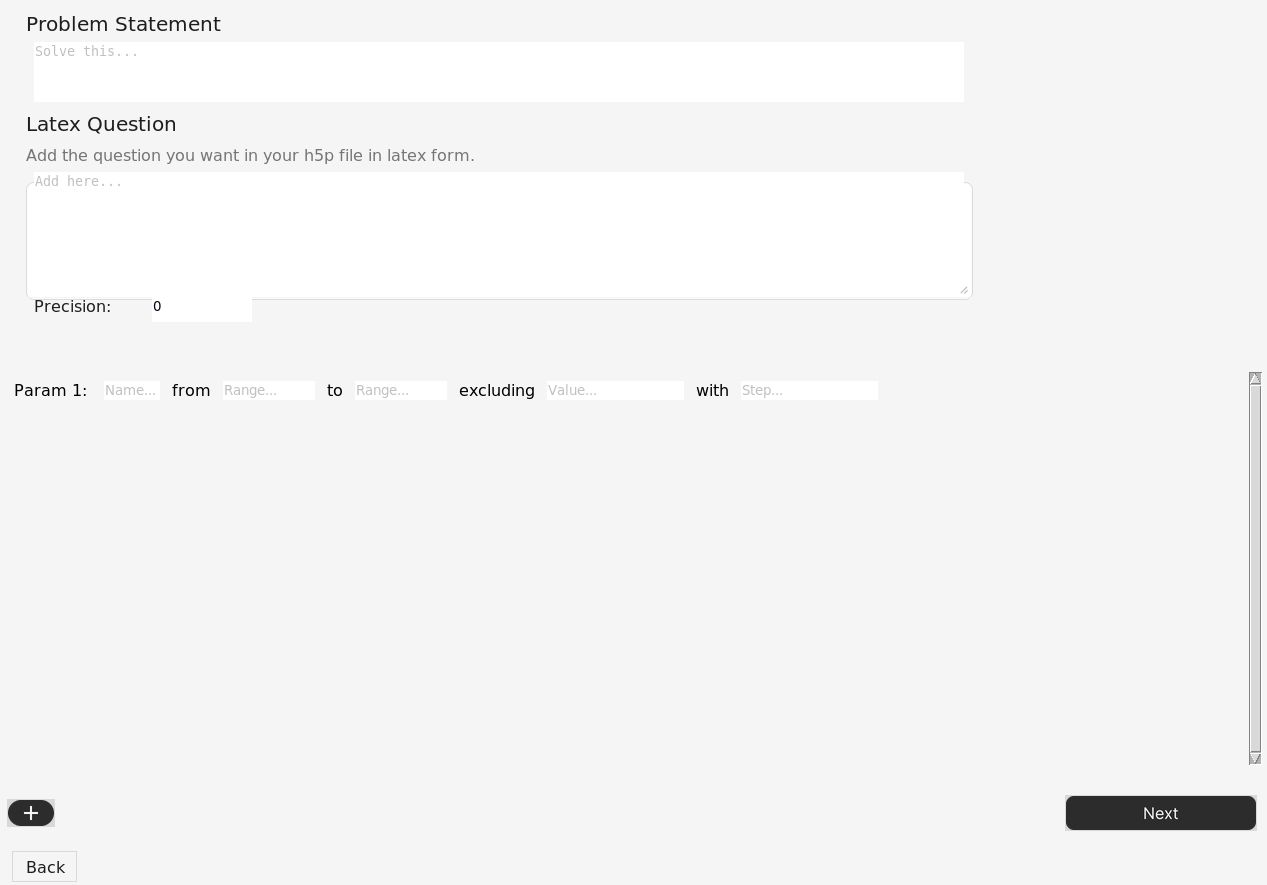 Problem Statement
Solve this...
Latex Question
Add the question you want in your h5p file in latex form.
Add here...
Precision: 0
Param 1: Name... from Range... to Range... excluding Value... with Step...
+
Next
Back